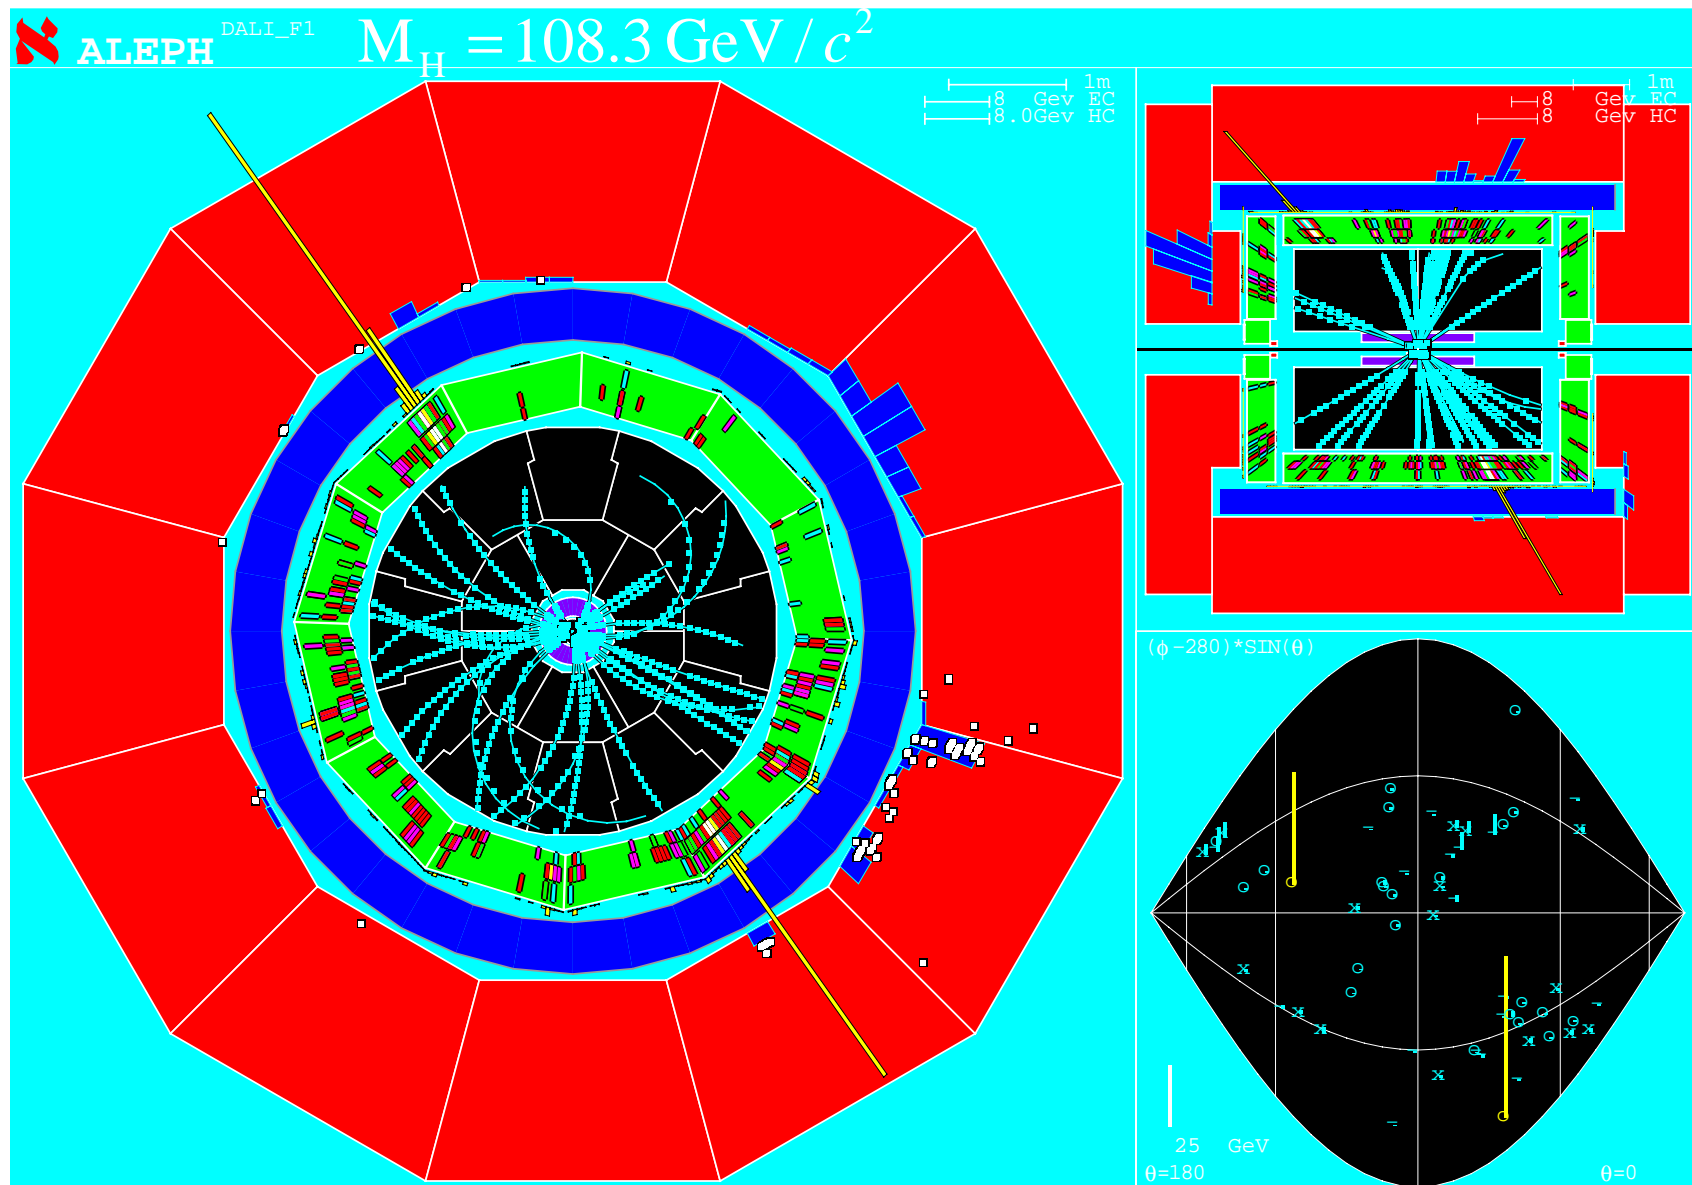 ℵ ALEPH DALI_F1 M_H = 108.3 GeV/c²
1m
8 Gev EC
8.0Gev HC
1m
8 Gev EC
8 Gev HC
(ϕ-280)*SIN(θ)
25 GeV
θ=180 θ=0